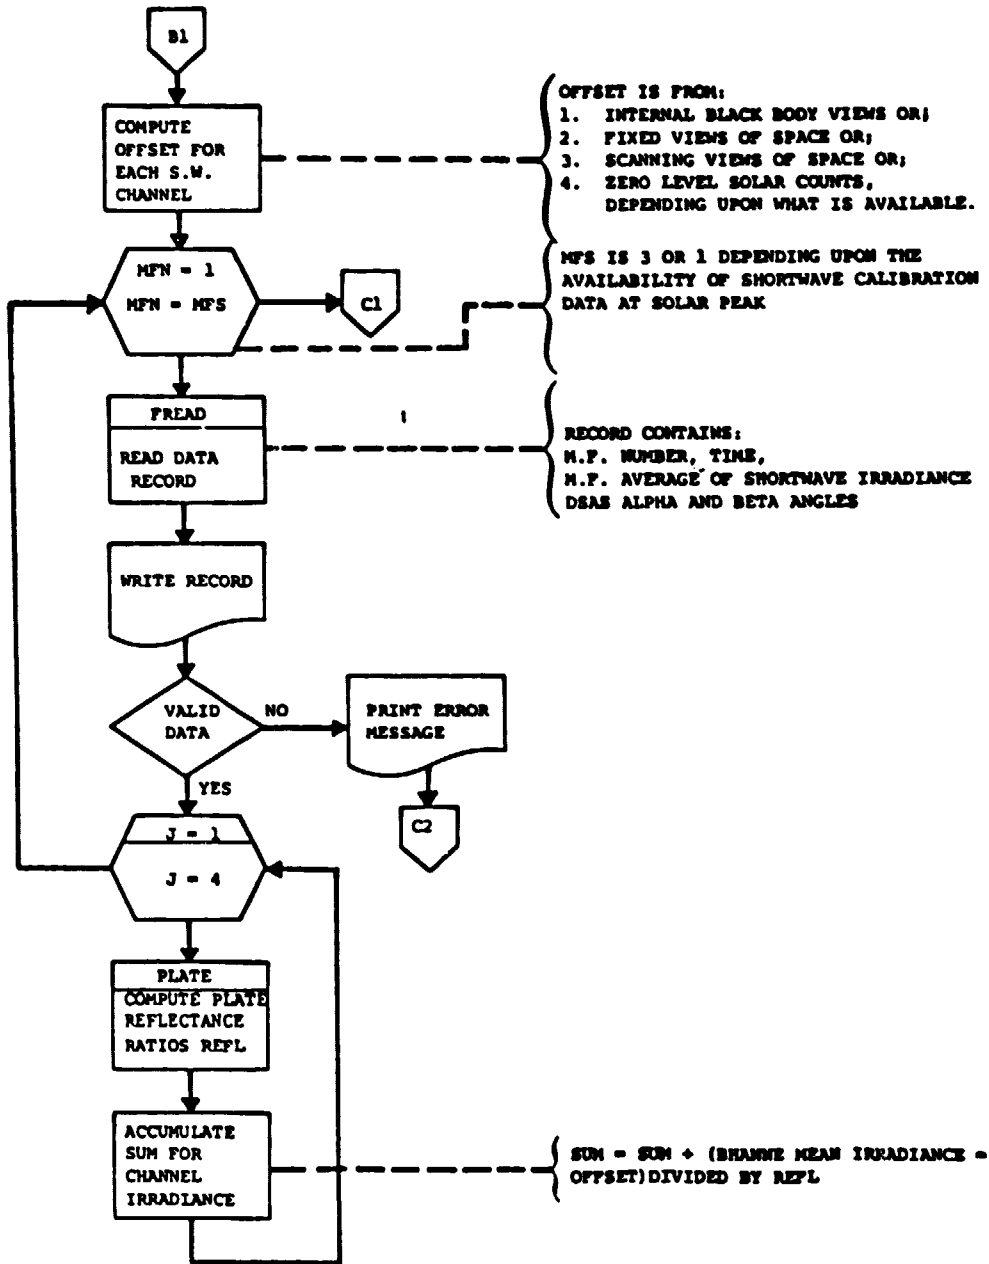 B1
COMPUTE
OFFSET FOR
EACH S.W.
CHANNEL
OFFSET IS FROM:
1. INTERNAL BLACK BODY VIEWS OR;
2. FIXED VIEWS OF SPACE OR;
3. SCANNING VIEWS OF SPACE OR;
4. ZERO LEVEL SOLAR COUNTS,
DEPENDING UPON WHAT IS AVAILABLE.
MFN = 1
MFN = MFS
C1
MFS IS 3 OR 1 DEPENDING UPON THE
AVAILABILITY OF SHORTWAVE CALIBRATION
DATA AT SOLAR PEAK
FREAD
READ DATA
RECORD
RECORD CONTAINS:
M.F. NUMBER, TIME,
M.F. AVERAGE OF SHORTWAVE IRRADIANCE
DSAS ALPHA AND BETA ANGLES
WRITE RECORD
VALID
DATA
NO
PRINT ERROR
MESSAGE
YES
C2
J = 1
J = 4
PLATE
COMPUTE PLATE
REFLECTANCE
RATIOS REFL
ACCUMULATE
SUM FOR
CHANNEL
IRRADIANCE
SUM = SUM + ( MEAN IRRADIANCE -
OFFSET)DIVIDED BY REFL